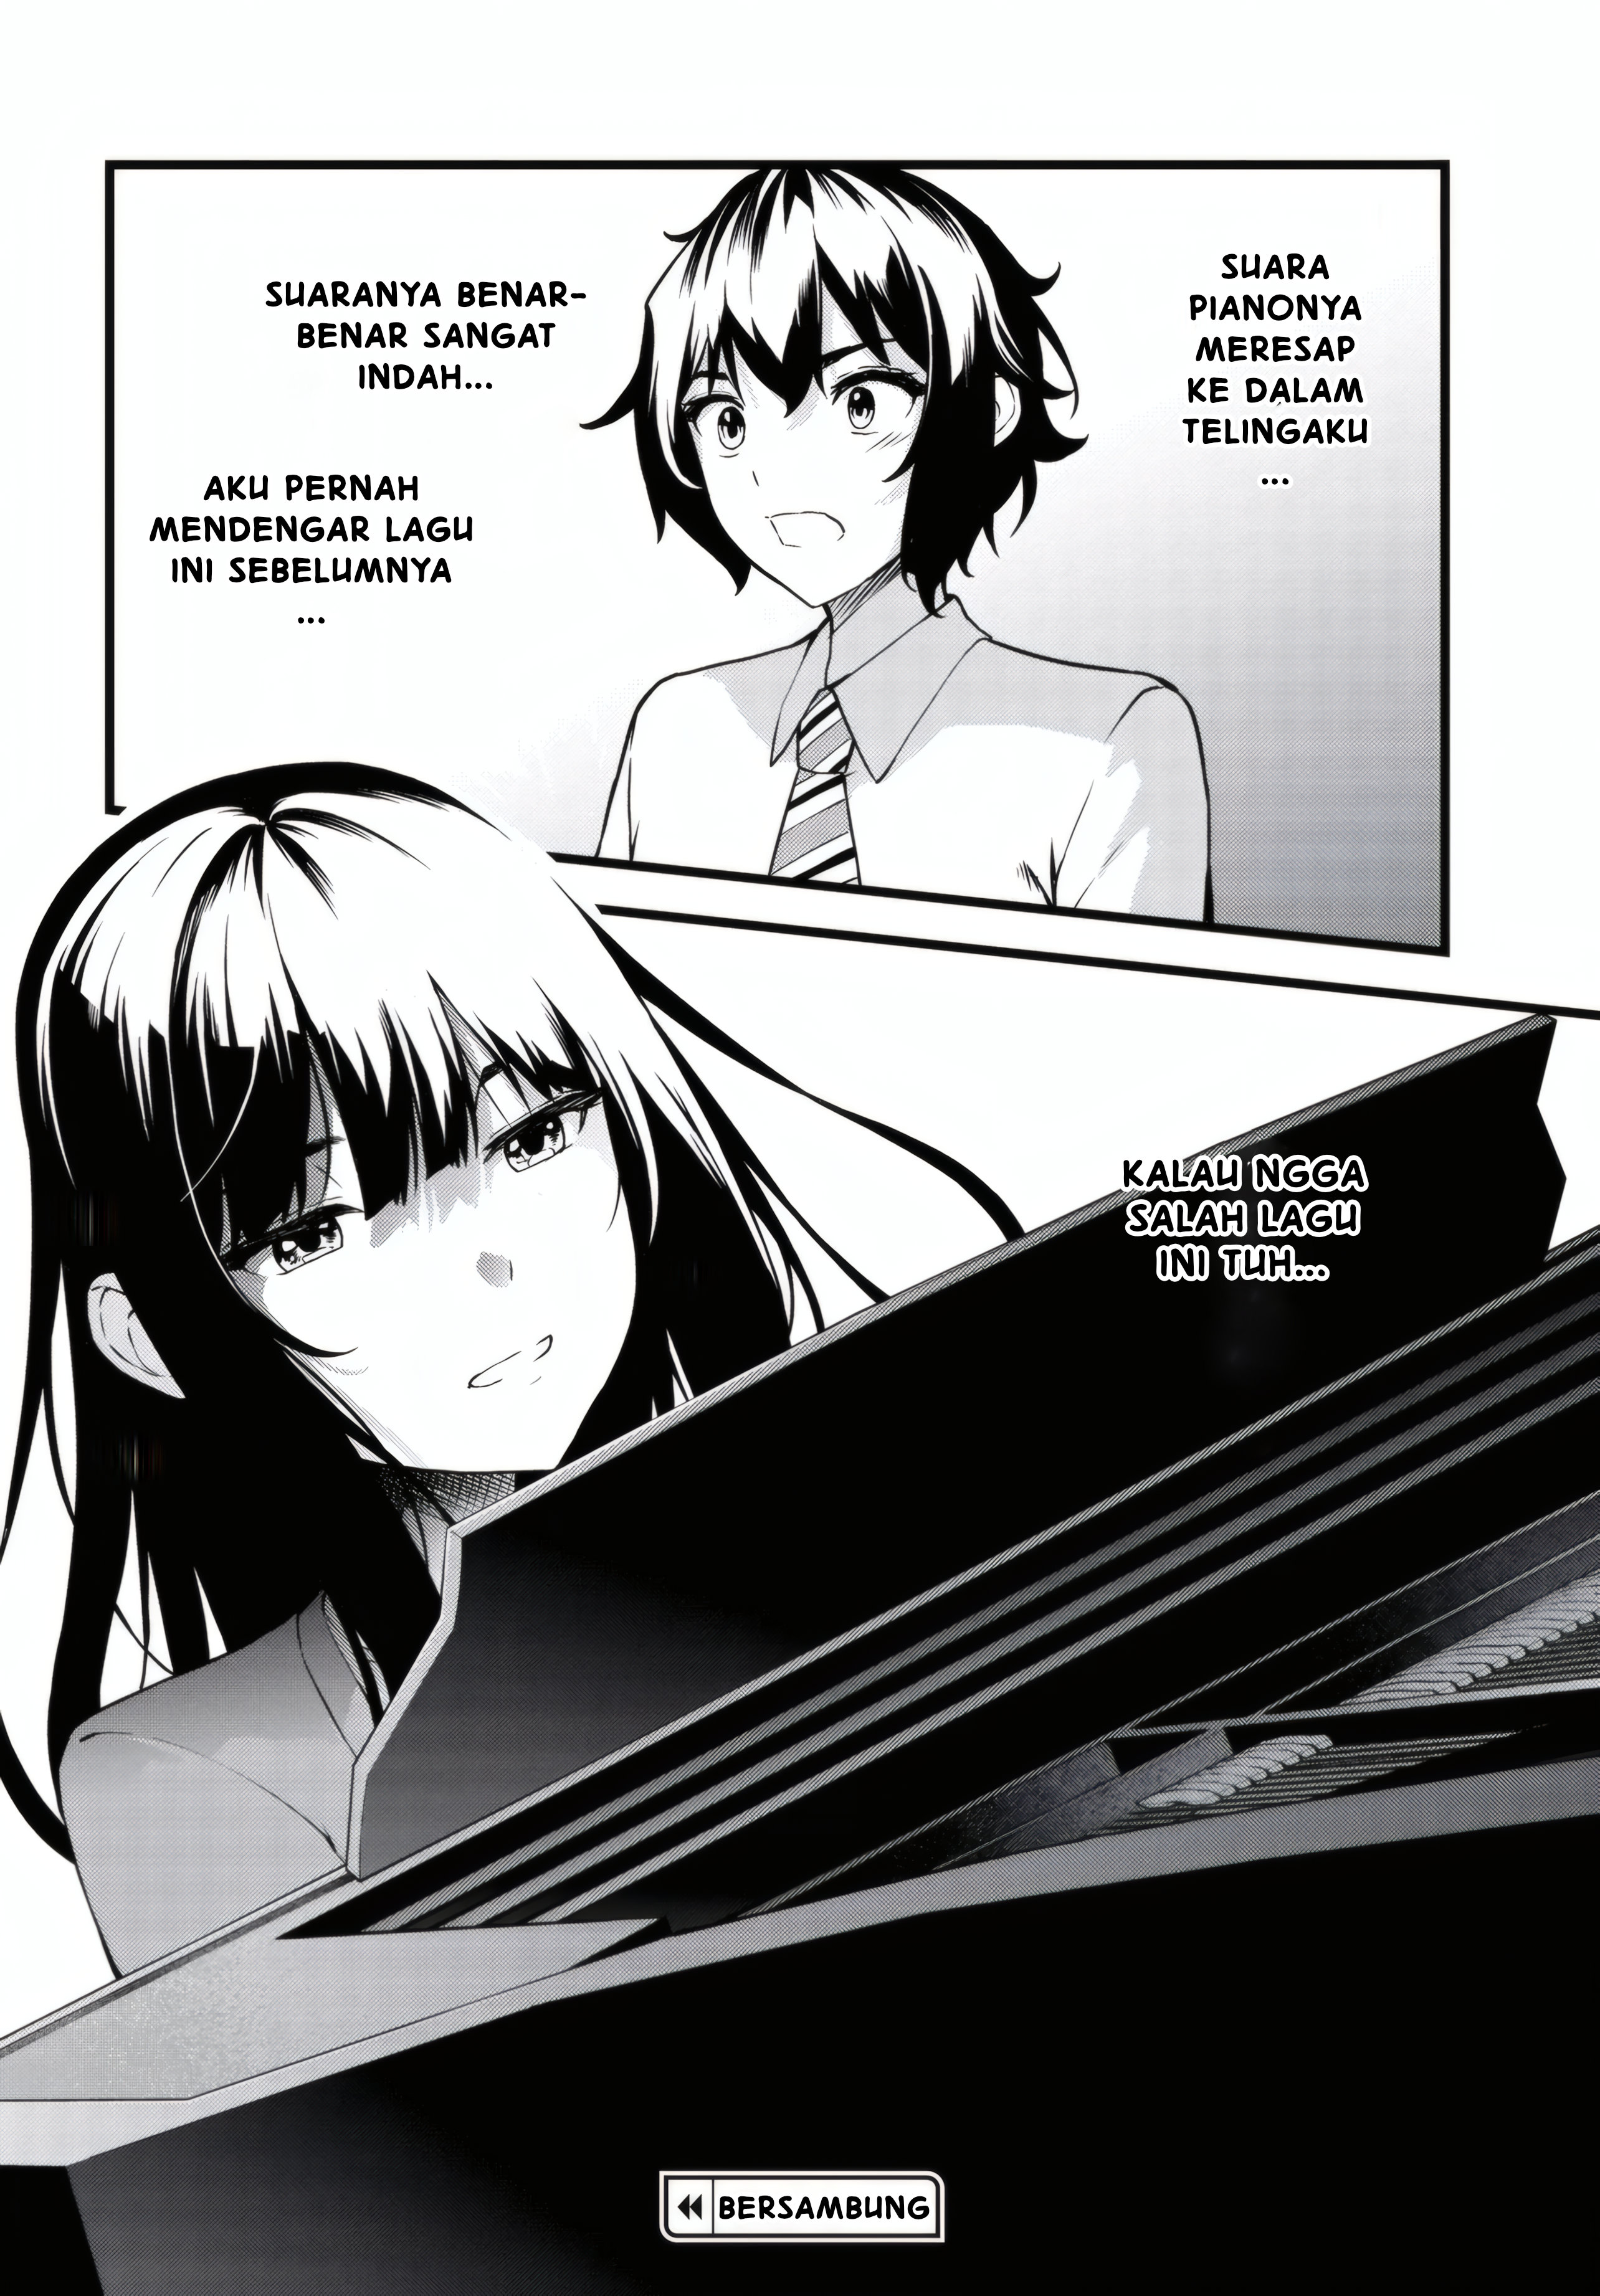 SUARA
PIANONYA
MERESAP
KE DALAM
TELINGAKU
...
SUARANYA BENAR-
BENAR SANGAT
INDAH...
AKU PERNAH
MENDENGAR LAGU
INI SEBELUMNYA
...
KALAU NGGA
SALAH LAGU
INI TUH...
BERSAMBUNG